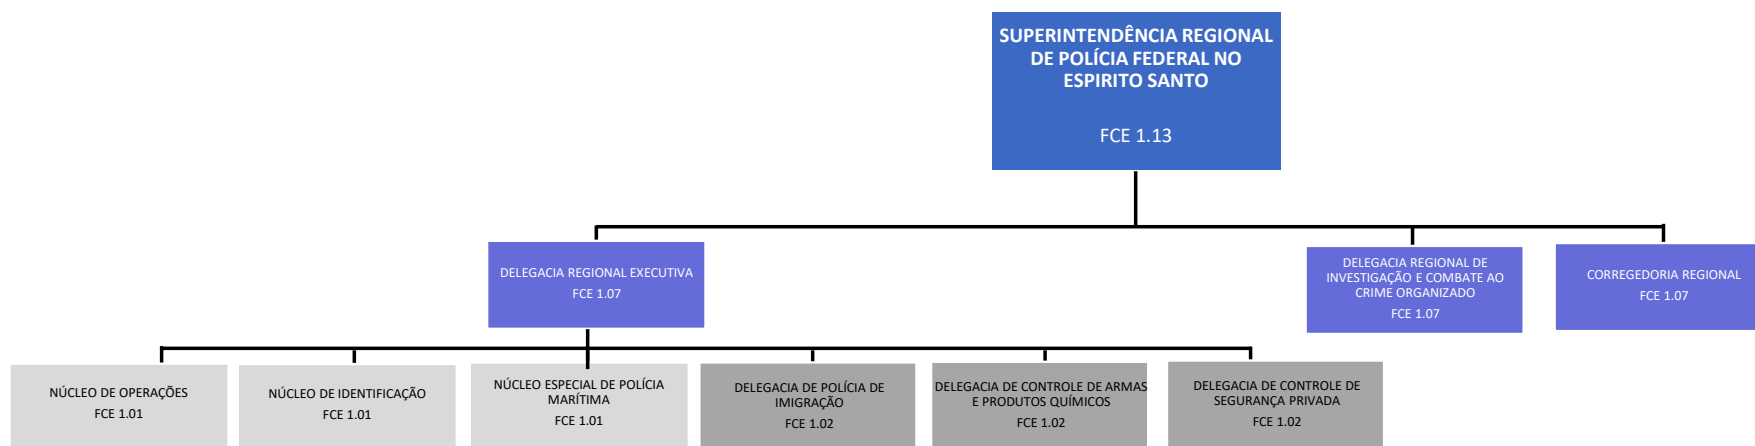 SUPERINTENDÊNCIA REGIONAL
DE POLÍCIA FEDERAL NO
ESPIRITO SANTO
FCE 1.13
DELEGACIA REGIONAL EXECUTIVA
FCE 1.07
DELEGACIA REGIONAL DE
INVESTIGAÇÃO E COMBATE AO
CRIME ORGANIZADO
FCE 1.07
CORREGEDORIA REGIONAL
FCE 1.07
NÚCLEO DE OPERAÇÕES
FCE 1.01
NÚCLEO DE IDENTIFICAÇÃO
FCE 1.01
NÚCLEO ESPECIAL DE POLÍCIA
MARÍTIMA
FCE 1.01
DELEGACIA DE POLÍCIA DE
IMIGRAÇÃO
FCE 1.02
DELEGACIA DE CONTROLE DE ARMAS
E PRODUTOS QUÍMICOS
FCE 1.02
DELEGACIA DE CONTROLE DE
SEGURANÇA PRIVADA
FCE 1.02